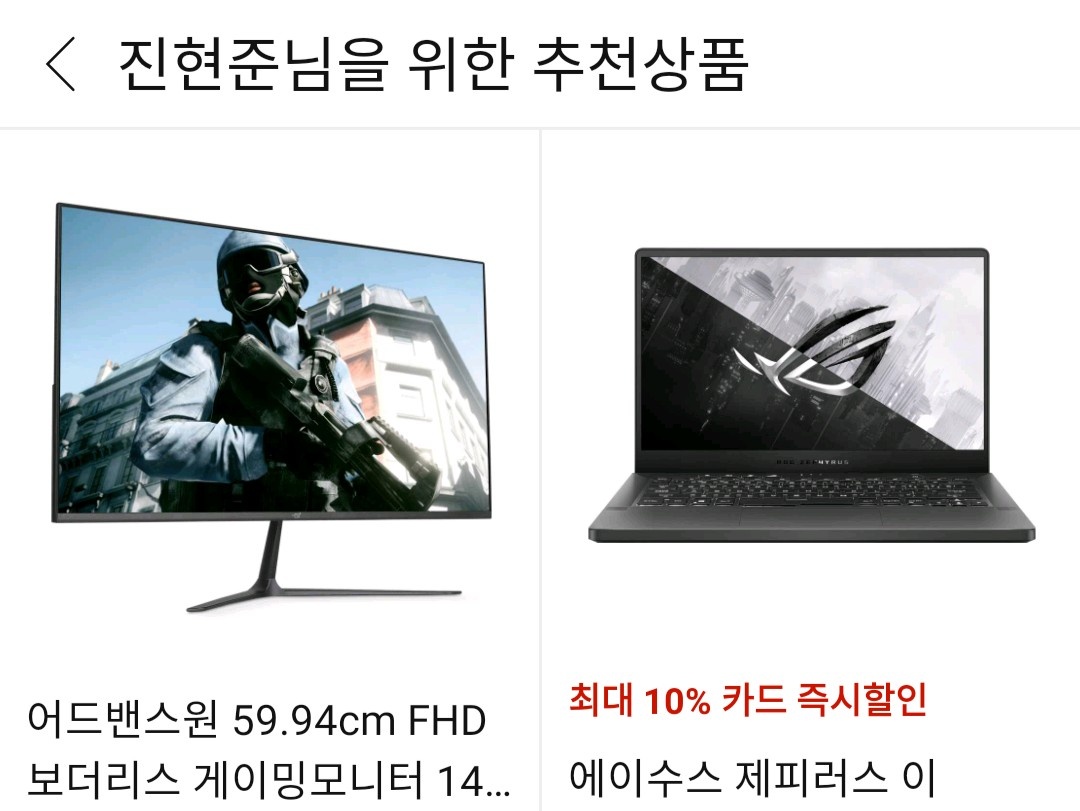 진현준님을 위한 추천상품
어드밴스원 59.94cm FHD
보더리스 게이밍모니터 14...
ROG ZEPHYRUS
최대 10% 카드 즉시할인
에이수스 제피러스 이